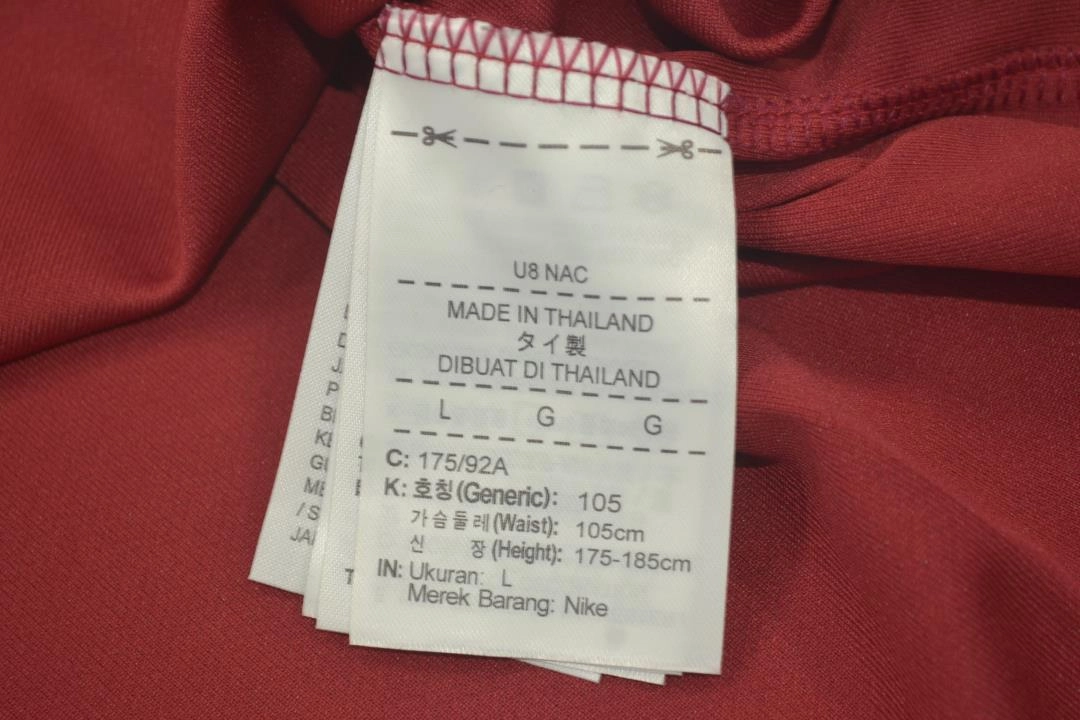 U8 NAC
MADE IN THAILAND
タイ製
DIBUAT DI THAILAND
L G G
C: 175/92A
K: 호칭(Generic): 105
가슴둘레(Waist): 105cm
신 장(Height): 175-185cm
IN: Ukuran: L
Merek Barang: Nike